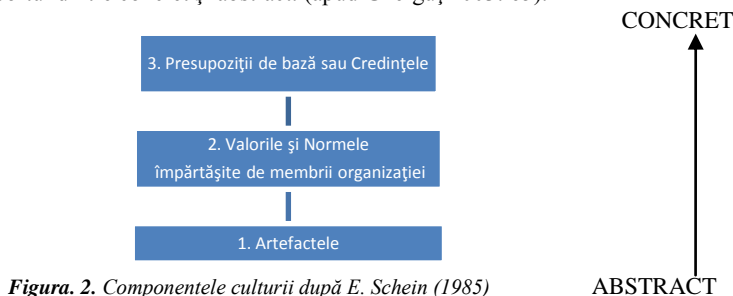 CONCRET
3. Presupoziţii de bază sau Credinţele
2. Valorile şi Normele
împărtăşite de membrii organizaţiei
1. Artefactele
Figura. 2. Componentele culturii după E. Schein (1985)
ABSTRACT